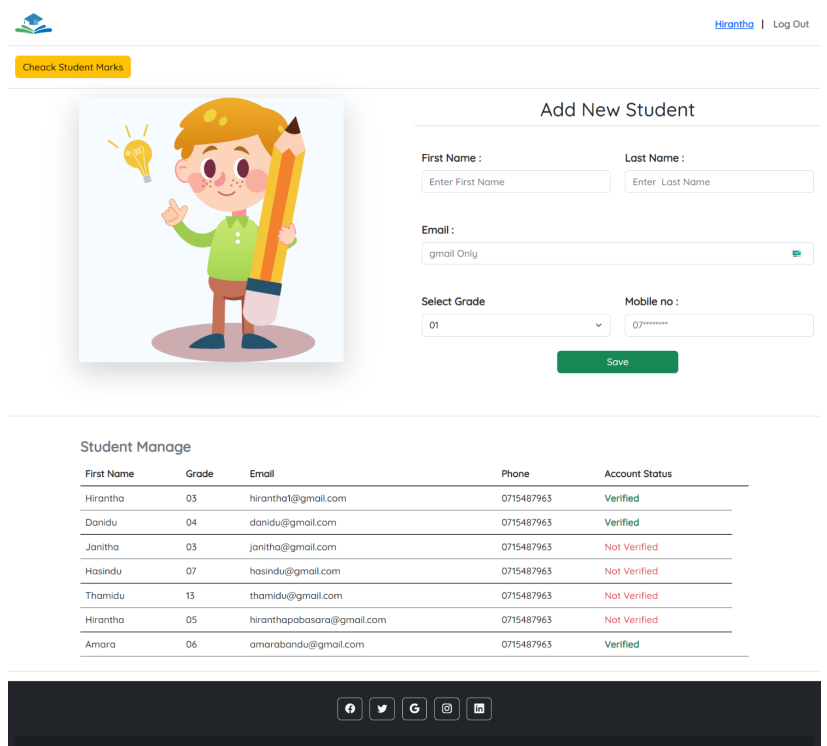 Hirantha | Log Out
Cheack Student Marks
Add New Student
First Name : Last Name :
Enter First Name Enter Last Name
Email :
gmail Only
Select Grade Mobile no :
01 07********
Save
Student Manage
First Name Grade Email Phone Account Status
Hirantha 03 hirantha1@gmail.com 0715487963 Verified
Danidu 04 danidu@gmail.com 0715487963 Verified
Janitha 03 janitha@gmail.com 0715487963 Not Verified
Hasindu 07 hasindu@gmail.com 0715487963 Not Verified
Thamidu 13 thamidu@gmail.com 0715487963 Not Verified
Hirantha 05 hiranthapabasara@gmail.com 0715487963 Not Verified
Amara 06 amarabandu@gmail.com 0715487963 Verified